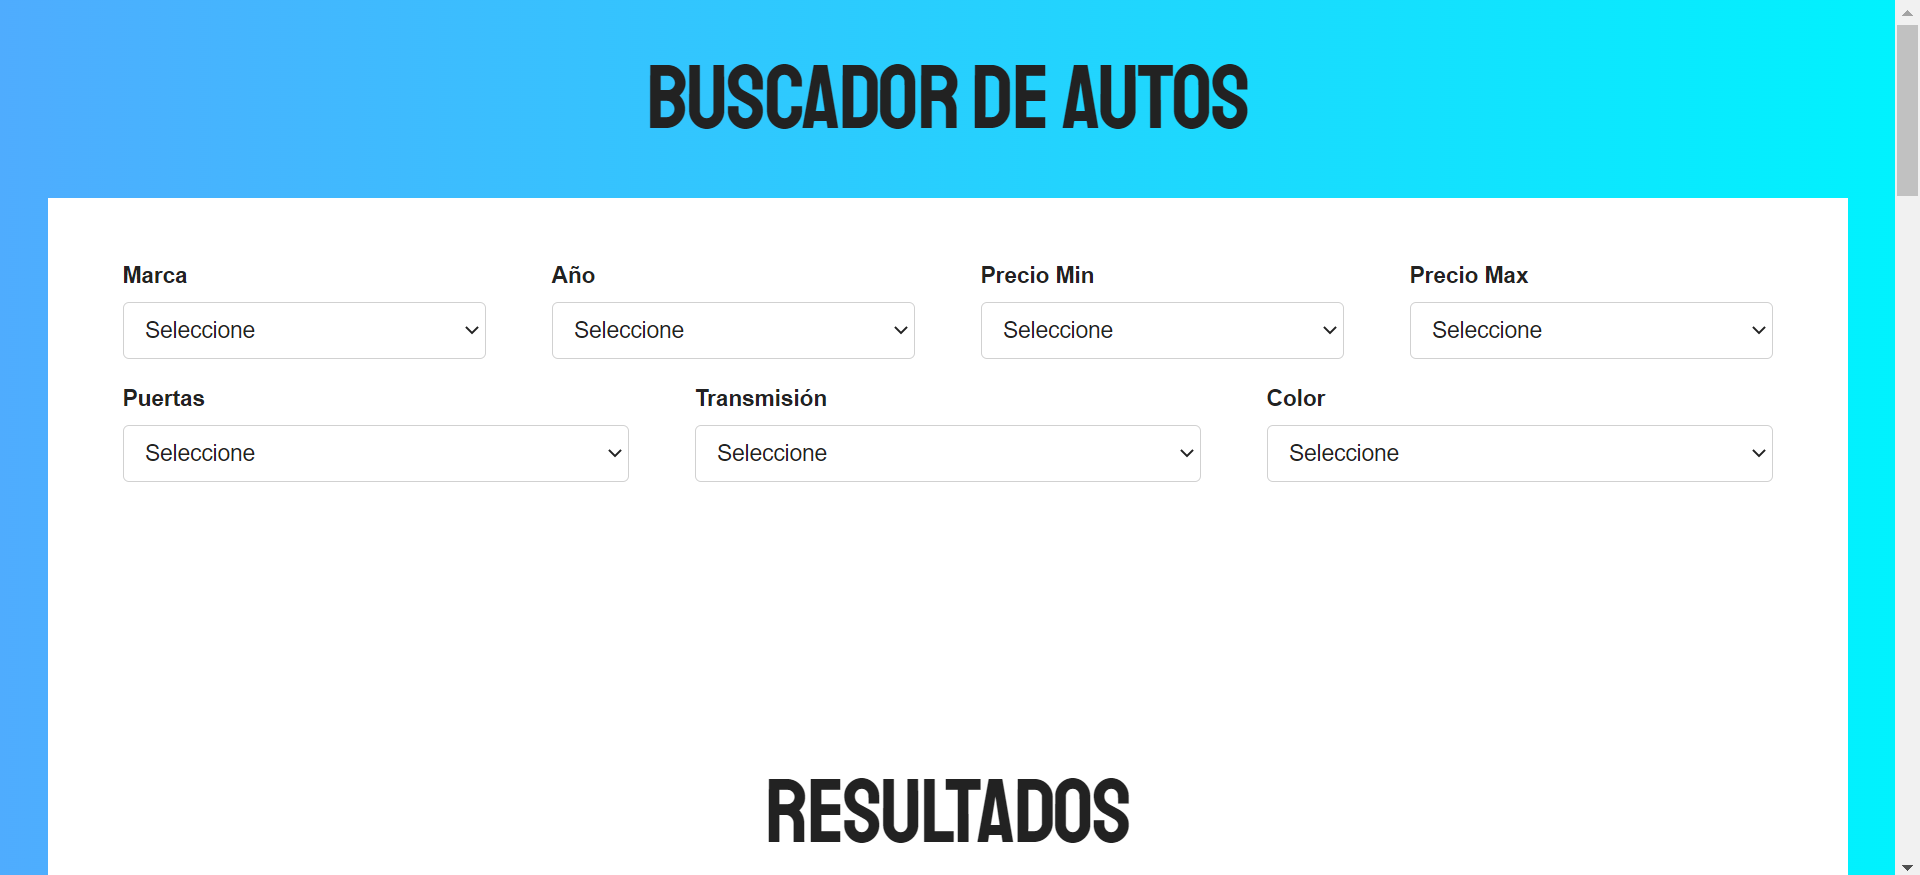 BUSCADOR DE AUTOS
Marca Año Precio Min Precio Max
Seleccione Seleccione Seleccione Seleccione
Puertas Transmisión Color
Seleccione Seleccione Seleccione
RESULTADOS